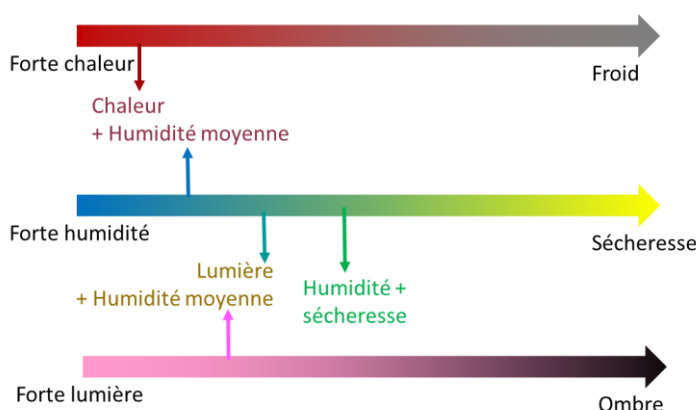 Forte chaleur
Froid
Chaleur
+ Humidité moyenne
Forte humidité
Sécheresse
Lumière
+ Humidité moyenne
Humidité +
sécheresse
Forte lumière
Ombre